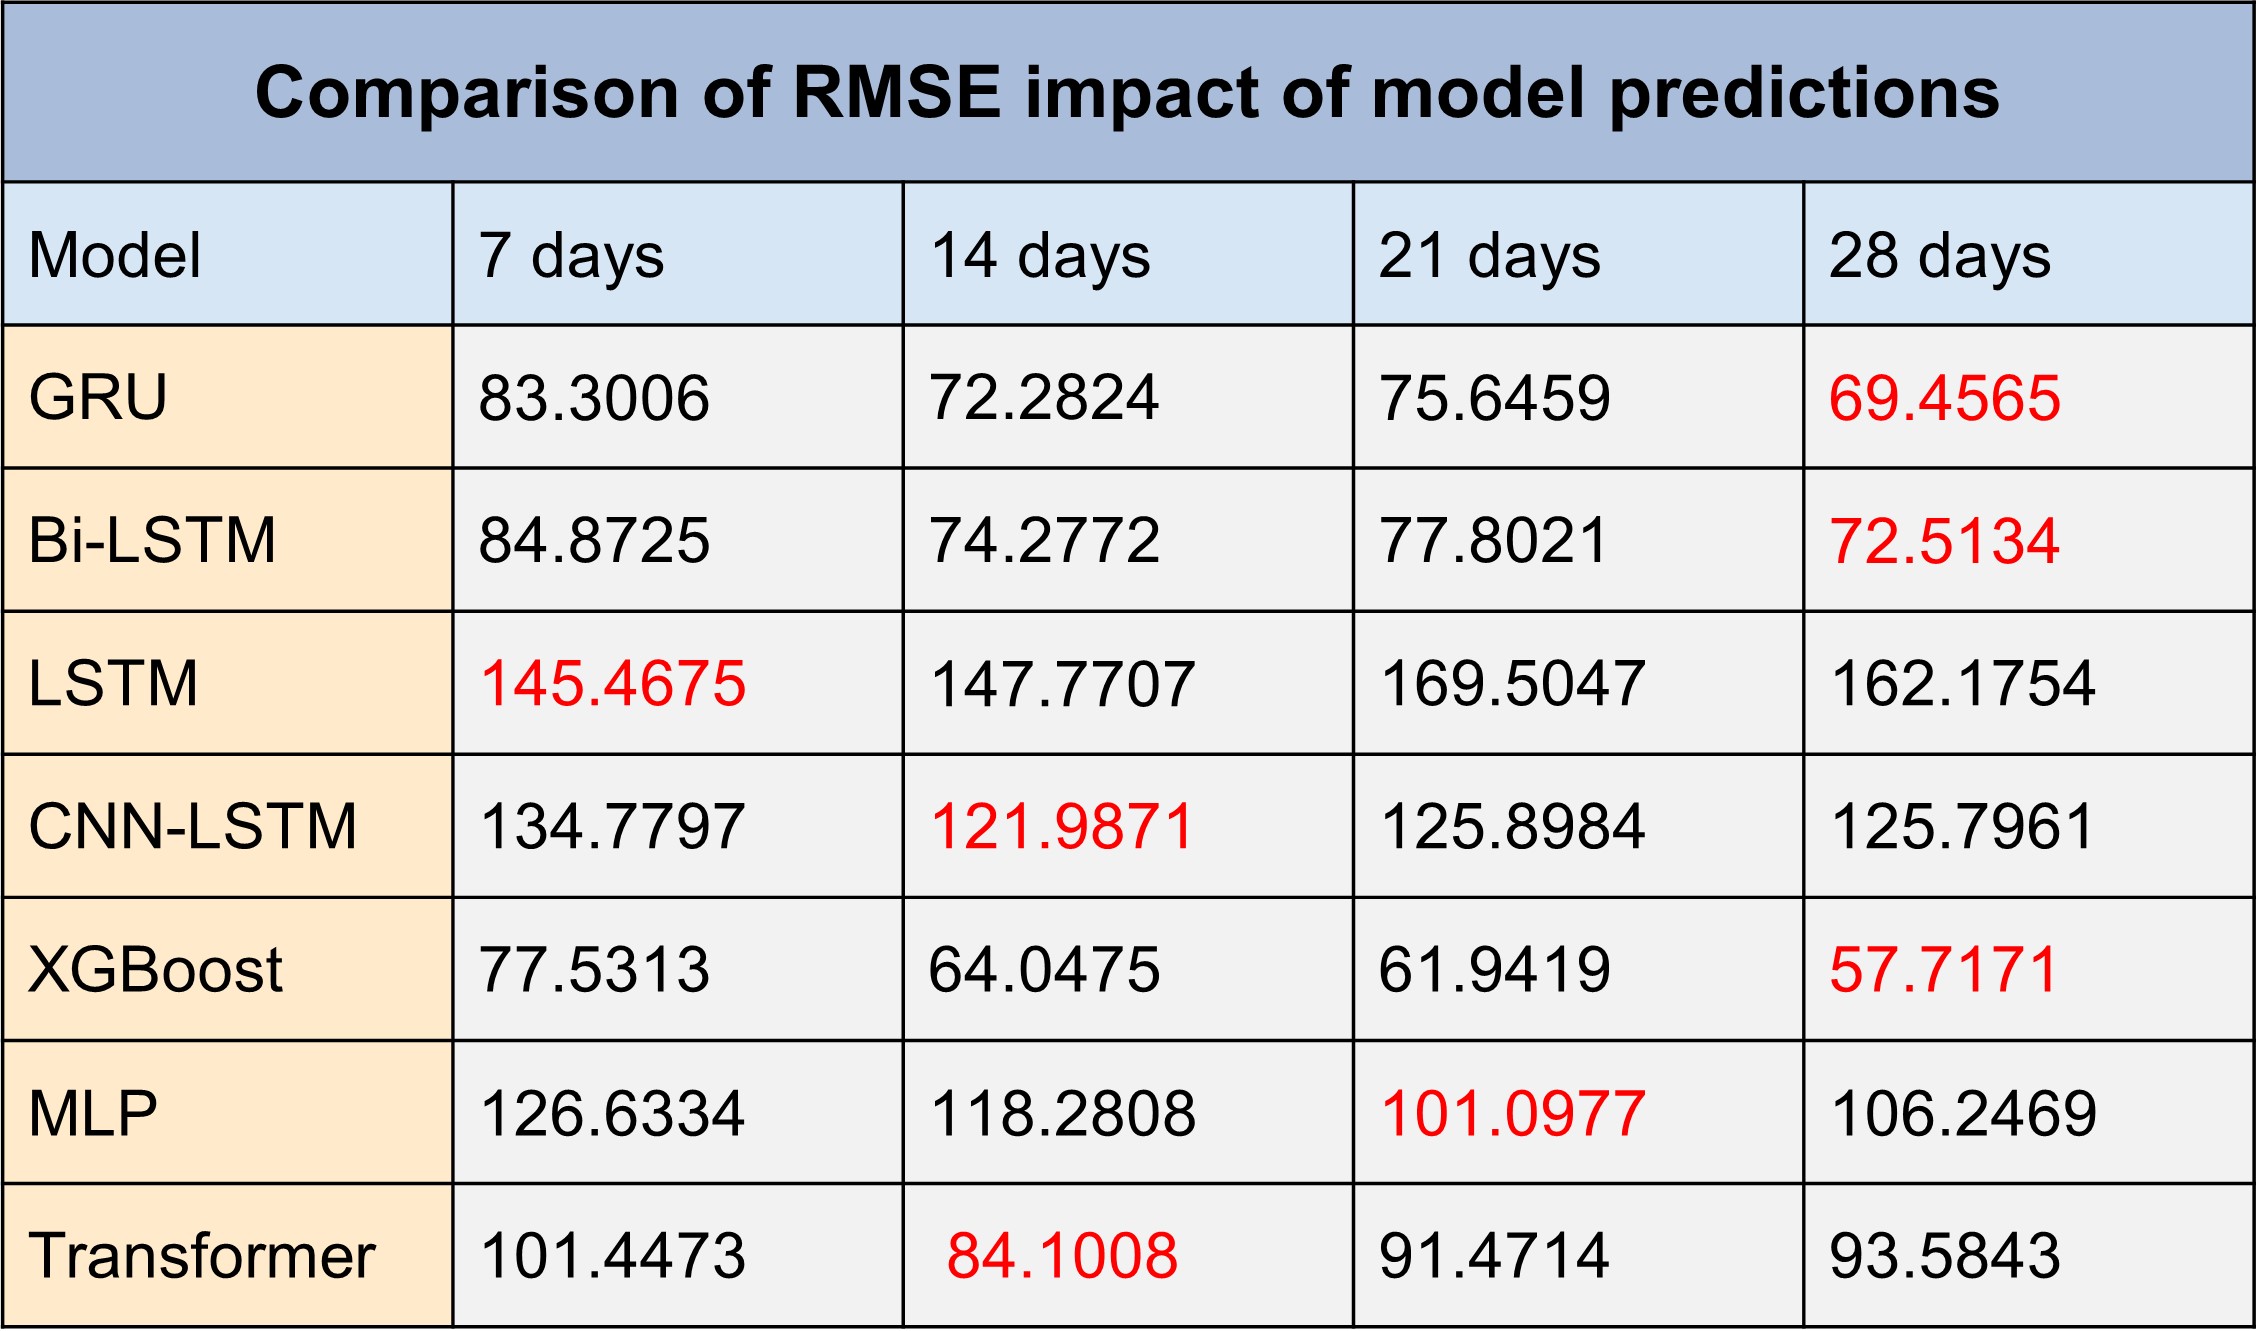 Comparison of RMSE impact of model predictions
Model 7 days 14 days 21 days 28 days
GRU 83.3006 72.2824 75.6459 69.4565
Bi-LSTM 84.8725 74.2772 77.8021 72.5134
LSTM 145.4675 147.7707 169.5047 162.1754
CNN-LSTM 134.7797 121.9871 125.8984 125.7961
XGBoost 77.5313 64.0475 61.9419 57.7171
MLP 126.6334 118.2808 101.0977 106.2469
Transformer 101.4473 84.1008 91.4714 93.5843